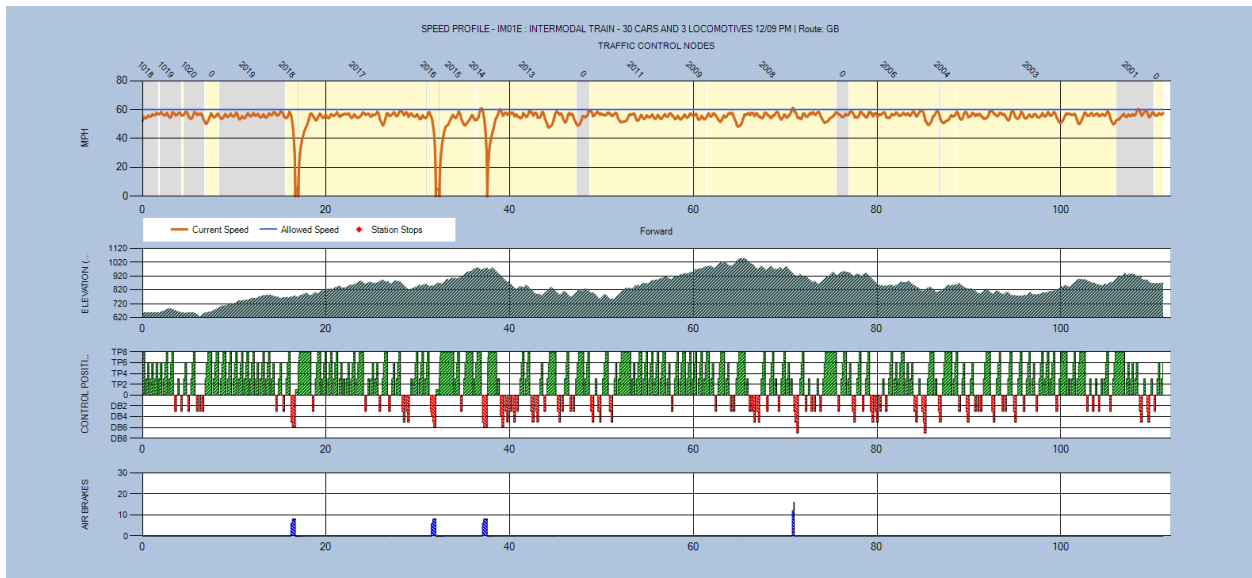 SPEED PROFILE - IM01E : INTERMODAL TRAIN - 30 CARS AND 3 LOCOMOTIVES 12/09 PM | Route: GB
TRAFFIC CONTROL NODES
1018 1019 1020 0 2019 2018 2017 2016 2015 2014 2013 0 2011 2009 2008 0 2006 2004 2003 2001 0
MPH
80
60
40
20
0
0 20 40 60 80 100
Current Speed Allowed Speed Station Stops
Forward
ELEVATION (...
1120
1020
920
820
720
620
0 20 40 60 80 100
CONTROL POSITI...
TP8
TP6
TP4
TP2
0
DB2
DB4
DB6
DB8
0 20 40 60 80 100
AIR BRAKES
30
20
10
0
0 20 40 60 80 100